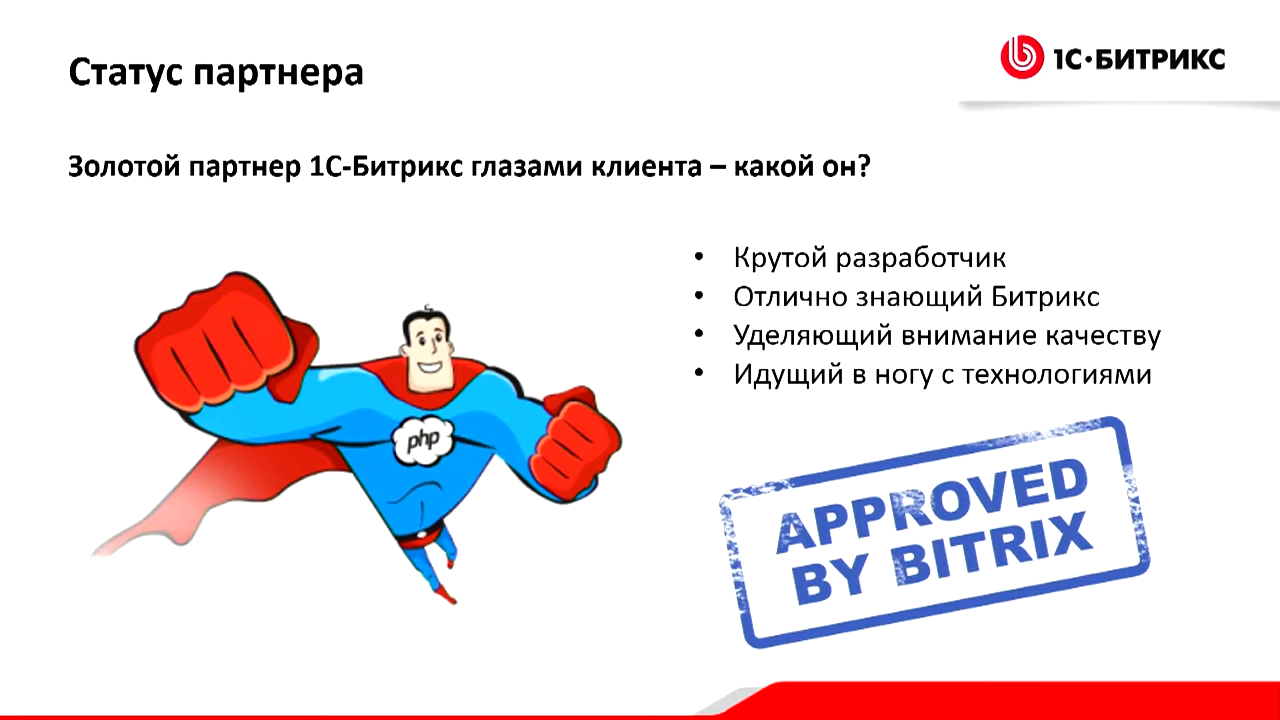 Статус партнера
1С·БИТРИКС
Золотой партнер 1С-Битрикс глазами клиента – какой он?
• Крутой разработчик
• Отлично знающий Битрикс
• Уделяющий внимание качеству
• Идущий в ногу с технологиями
php
APPROVED
BY BITRIX